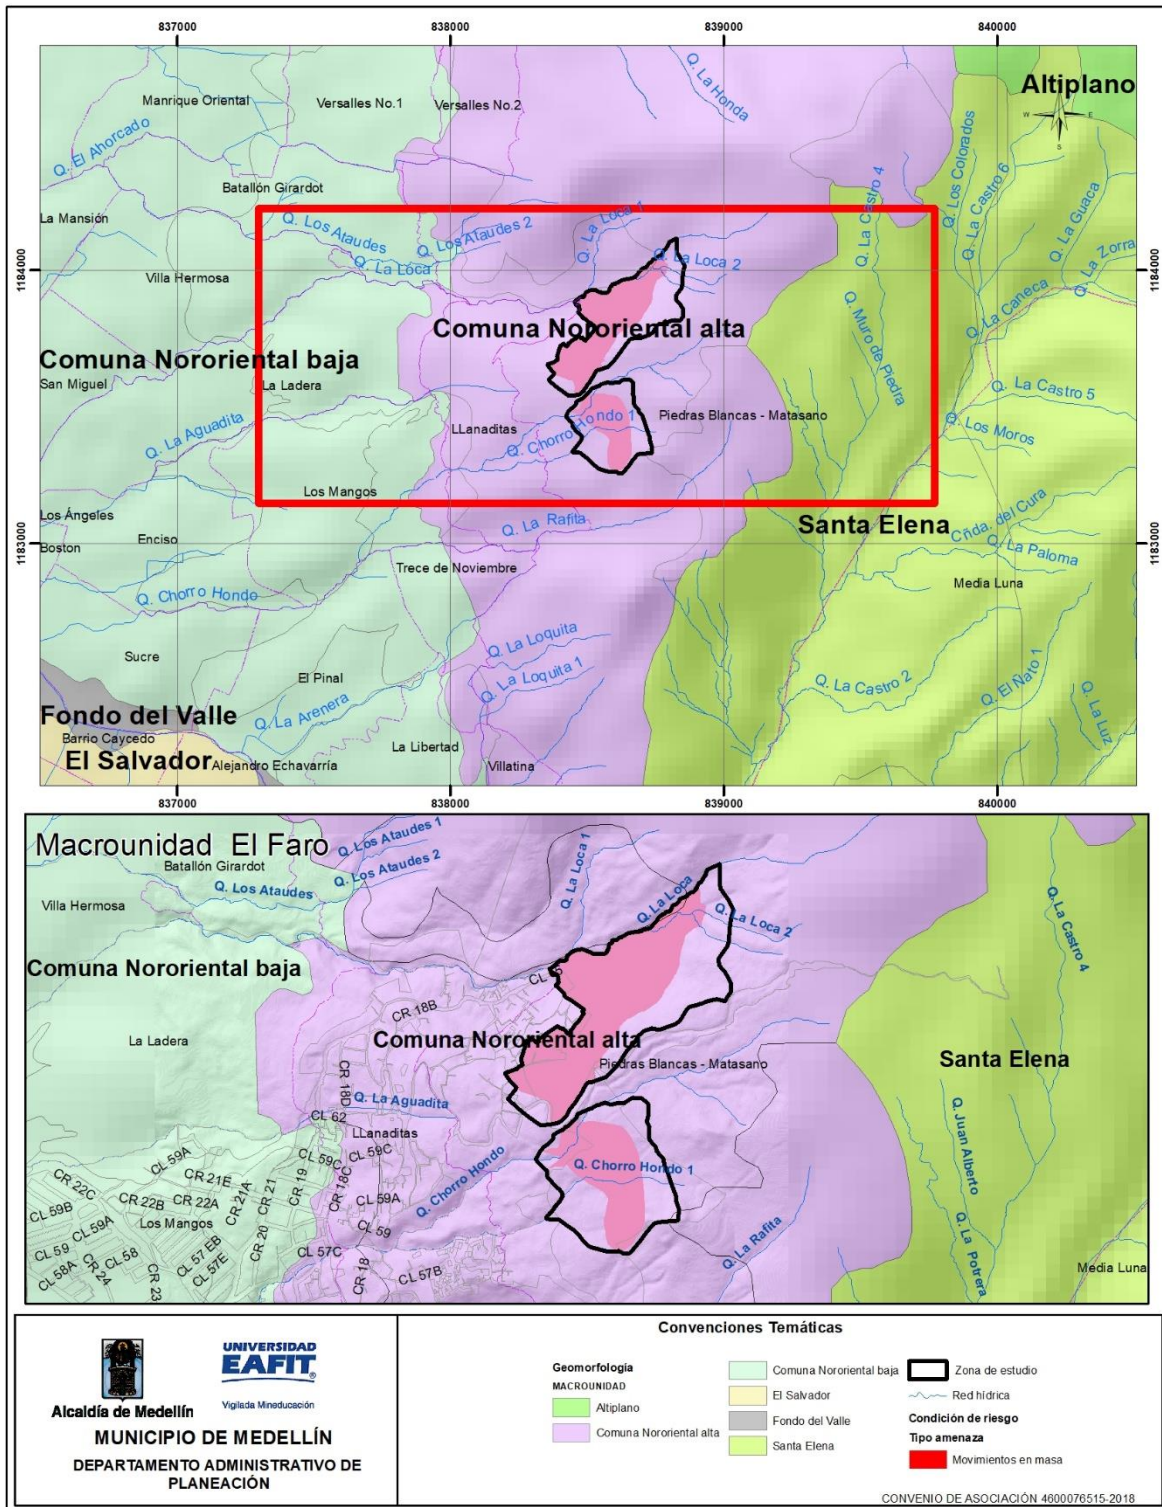 837000
838000
839000
840000
Altiplano
W
E
S
Q. La Honda
Manrique Oriental
Versalles No.1
Versalles No.2
Q. El Ahorcado
Q. Los Colorados
Q. La Castro 6
Q. La Castro 4
Q. La Guaca
Batallón Girardot
La Mansión
Q. Los Ataudes
Q. Los Ataudes 2
Q. La Loca 1
Q. La Zorra
1184000
Q. La Loca
Q. La Loca 2
1184000
Villa Hermosa
Q. La Caneca
Comuna Nororiental alta
Q. Muro de Piedra
Comuna Nororiental baja
San Miguel
La Ladera
Q. La Castro 5
Piedras Blancas - Matasano
LLanaditas
Q. Chorro Hondo 1
Q. La Aguadita
Q. Los Moros
Los Mangos
Los Ángeles
Q. La Rafita
Santa Elena
Cñda. del Cura
Boston
Enciso
1183000
1183000
Q. La Paloma
Trece de Noviembre
Media Luna
Q. Chorro Hondo
Q. La Loquita
Sucre
El Pinal
Q. La Loquita 1
Q. La Castro 2
Q. El Ñato 1
Q. La Luz
Fondo del Valle
Q. La Arenera
Barrio Caycedo
La Libertad
El Salvador
Alejandro Echavarría
Villatina
837000
838000
839000
840000
Macrounidad El Faro
Q. Los Ataudes 1
Batallón Girardot
Q. Los Ataudes 2
Q. Los Ataudes
Q. La Loca 1
Villa Hermosa
Q. La Loca
Q. La Loca 2
Q. La Castro 4
Comuna Nororiental baja
CL
CR 18B
La Ladera
Comuna Nororiental alta
Piedras Blancas - Matasano
Santa Elena
CR 18D
Q. La Aguadita
CL 62
LLanaditas
Q. Juan Alberto
CL 59A
CL 59C
CL 59C
CR 22C
CR 21E
CR 19
CR 18C
Q. Chorro Hondo 1
CR 22B
CR 22A
CR 21A
CR 21
CL 59A
Q. Chorro Hondo
CL 59B
CL 59A
Los Mangos
CL 59
CL 59
CL 58
CL 57 EB
CR 20
CL 57C
Q. La Rafita
Q. La Potrera
CL 58A
CR 24
CR 23
CL 57E
CR 18
CL 57B
Media Luna
Alcaldía de Medellín
UNIVERSIDAD
EAFIT®
Vigilada Mineducación
MUNICIPIO DE MEDELLÍN
DEPARTAMENTO ADMINISTRATIVO DE
PLANEACIÓN
Convenciones Temáticas
Geomorfología
MACROUNIDAD
Altiplano
Comuna Nororiental alta
Comuna Nororiental baja
El Salvador
Fondo del Valle
Santa Elena
Zona de estudio
Red hídrica
Condición de riesgo
Tipo amenaza
Movimientos en masa
CONVENIO DE ASOCIACIÓN 4600076515-2018